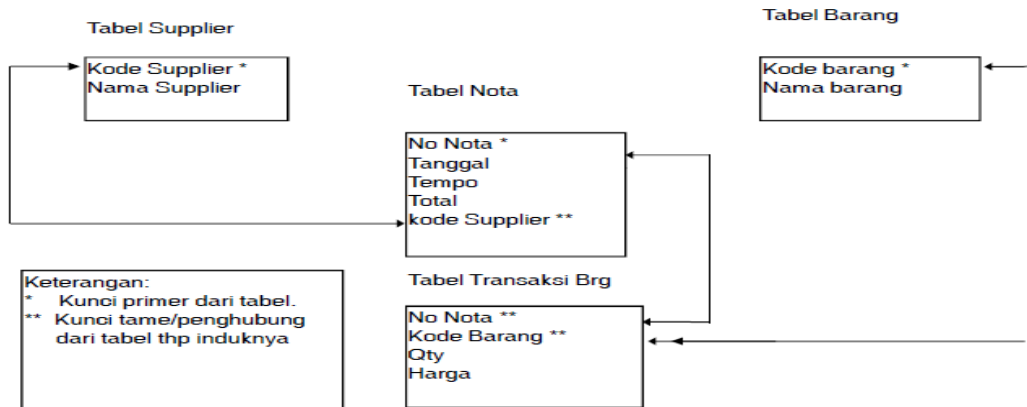 Tabel Supplier
Kode Supplier *
Nama Supplier
Tabel Barang
Kode barang *
Nama barang
Tabel Nota
No Nota *
Tanggal
Tempo
Total
kode Supplier **
Keterangan:
* Kunci primer dari tabel.
** Kunci tame/penghubung
dari tabel thp induknya
Tabel Transaksi Brg
No Nota **
Kode Barang **
Qty
Harga